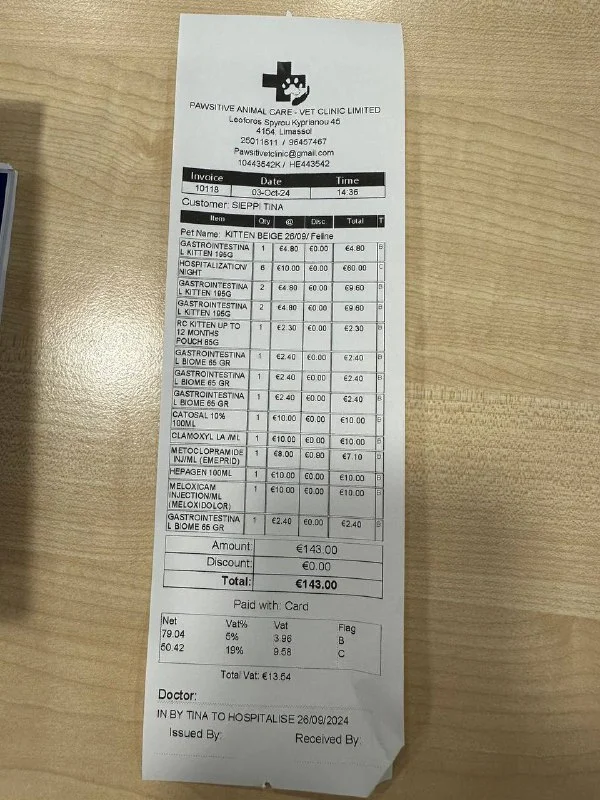 PAWSITIVE ANIMAL CARE - VET CLINIC LIMITED
Leoforos Spyrou Kyprianou 45
4154, Limassol
25011611 / 96457467
Pawsitivetclinic@gmail.com
10443542K / HE443542
Invoice Date Time
10118 03-Oct-24 14:36
Customer: SIEPPI TINA
Item Qty @ Disc. Total T
Pet Name: KITTEN BEIGE 26/09/ Feline
GASTROINTESTINA 1 €4.80 €0.00 €4.80 B
L KITTEN 195G
HOSPITALIZATION/ 6 €10.00 €0.00 €60.00 C
NIGHT
GASTROINTESTINA 2 €4.80 €0.00 €9.60 B
L KITTEN 195G
GASTROINTESTINA 2 €4.80 €0.00 €9.60 B
L KITTEN 195G
RC KITTEN UP TO 1 €2.30 €0.00 €2.30 B
12 MONTHS
POUCH 85G
GASTROINTESTINA 1 €2.40 €0.00 €2.40 B
L BIOME 85 GR
GASTROINTESTINA 1 €2.40 €0.00 €2.40 B
L BIOME 85 GR
GASTROINTESTINA 1 €2.40 €0.00 €2.40 B
L BIOME 85 GR
CATOSAL 10% 1 €10.00 €0.00 €10.00 B
100ML
CLAMOXYL LA /ML 1 €10.00 €0.00 €10.00 B
METOCLOPRAMIDE 1 €8.00 €0.90 €7.10 B
INJ/ML (EMEPRID)
HEPAGEN 100ML 1 €10.00 €0.00 €10.00 B
MELOXICAM 1 €10.00 €0.00 €10.00 B
INJECTION/ML
(MELOXIDOLOR)
GASTROINTESTINA 1 €2.40 €0.00 €2.40 B
L BIOME 85 GR
Amount: €143.00
Discount: €0.00
Total: €143.00
Paid with: Card
Net Vat% Vat Flag
79.04 5% 3.96 B
50.42 19% 9.58 C
Total Vat: €13.54
Doctor:
IN BY TINA TO HOSPITALISE 26/09/2024
Issued By: Received By: